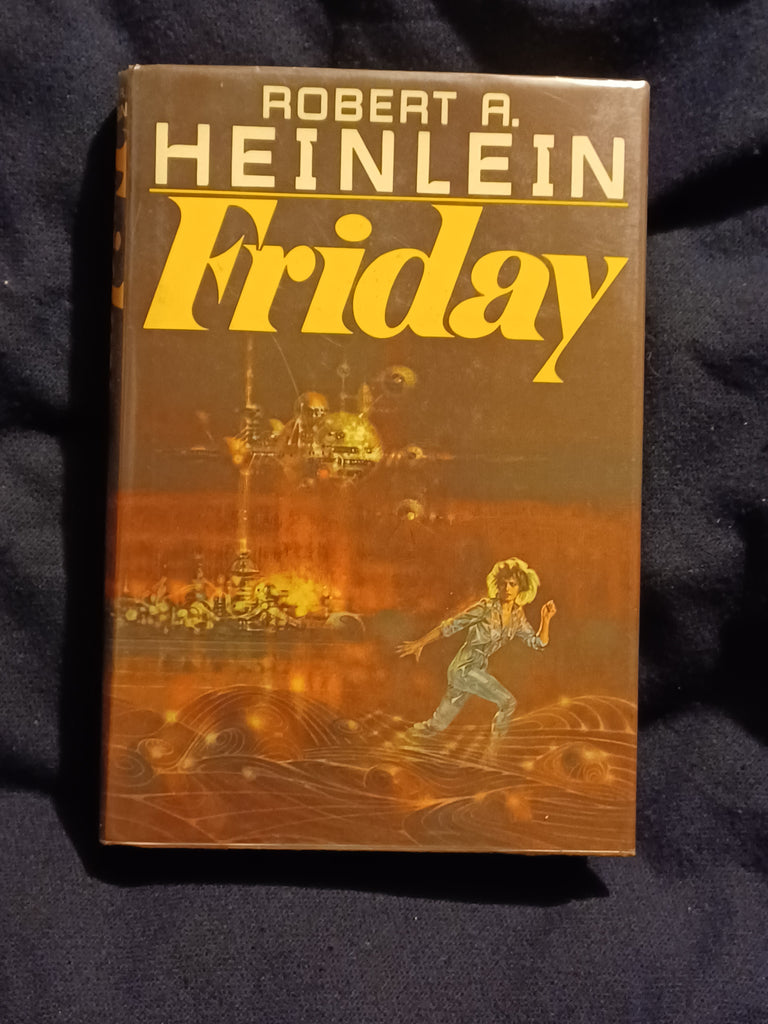 ROBERT A.
HEINLEIN
Friday